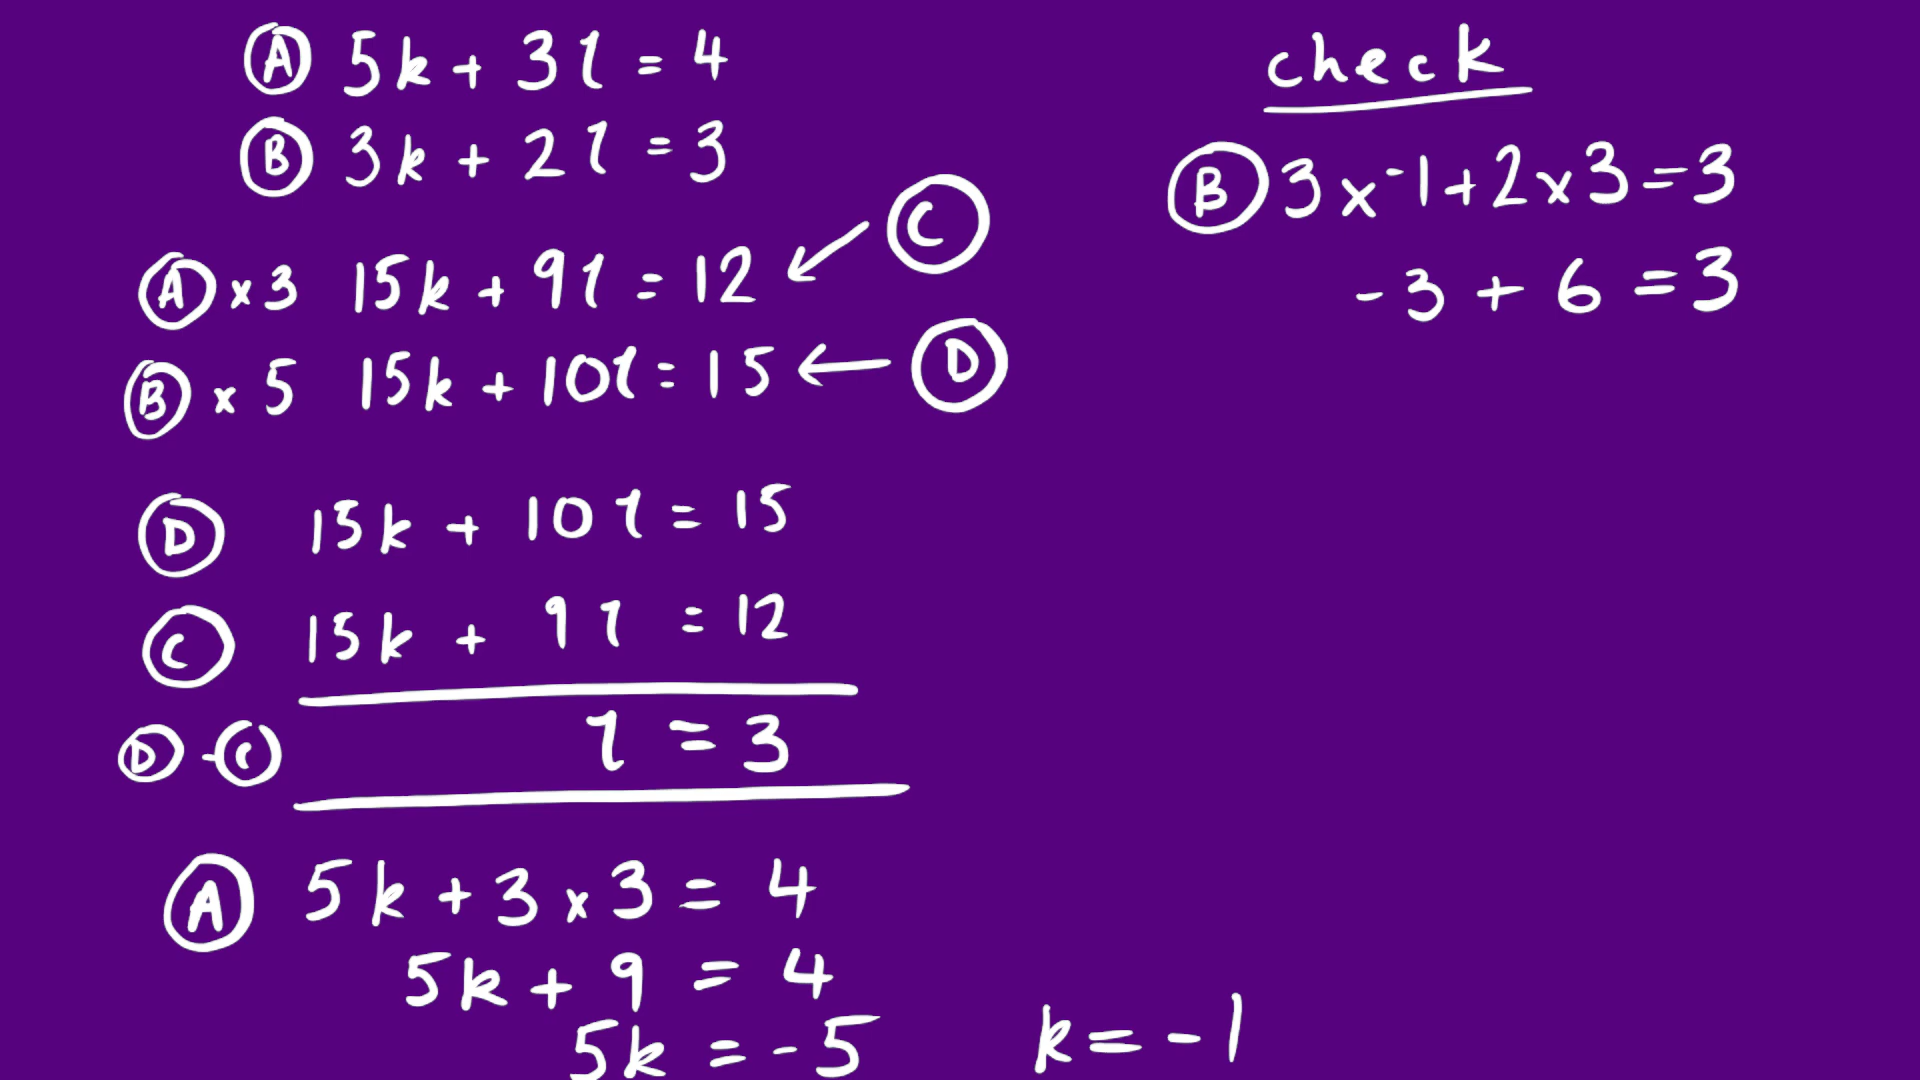 Ⓐ 5k + 3l = 4
Ⓑ 3k + 2l = 3
Ⓐ x 3 15k + 9l = 12 ← Ⓒ
Ⓑ x 5 15k + 10l = 15 ← Ⓓ
Ⓓ 15k + 10l = 15
Ⓒ 15k + 9l = 12
Ⓓ - Ⓒ l = 3
Ⓐ 5k + 3 x 3 = 4
5k + 9 = 4
5k = -5 k = -1
check
Ⓑ 3 x ⁻1 + 2 x 3 = 3
-3 + 6 = 3